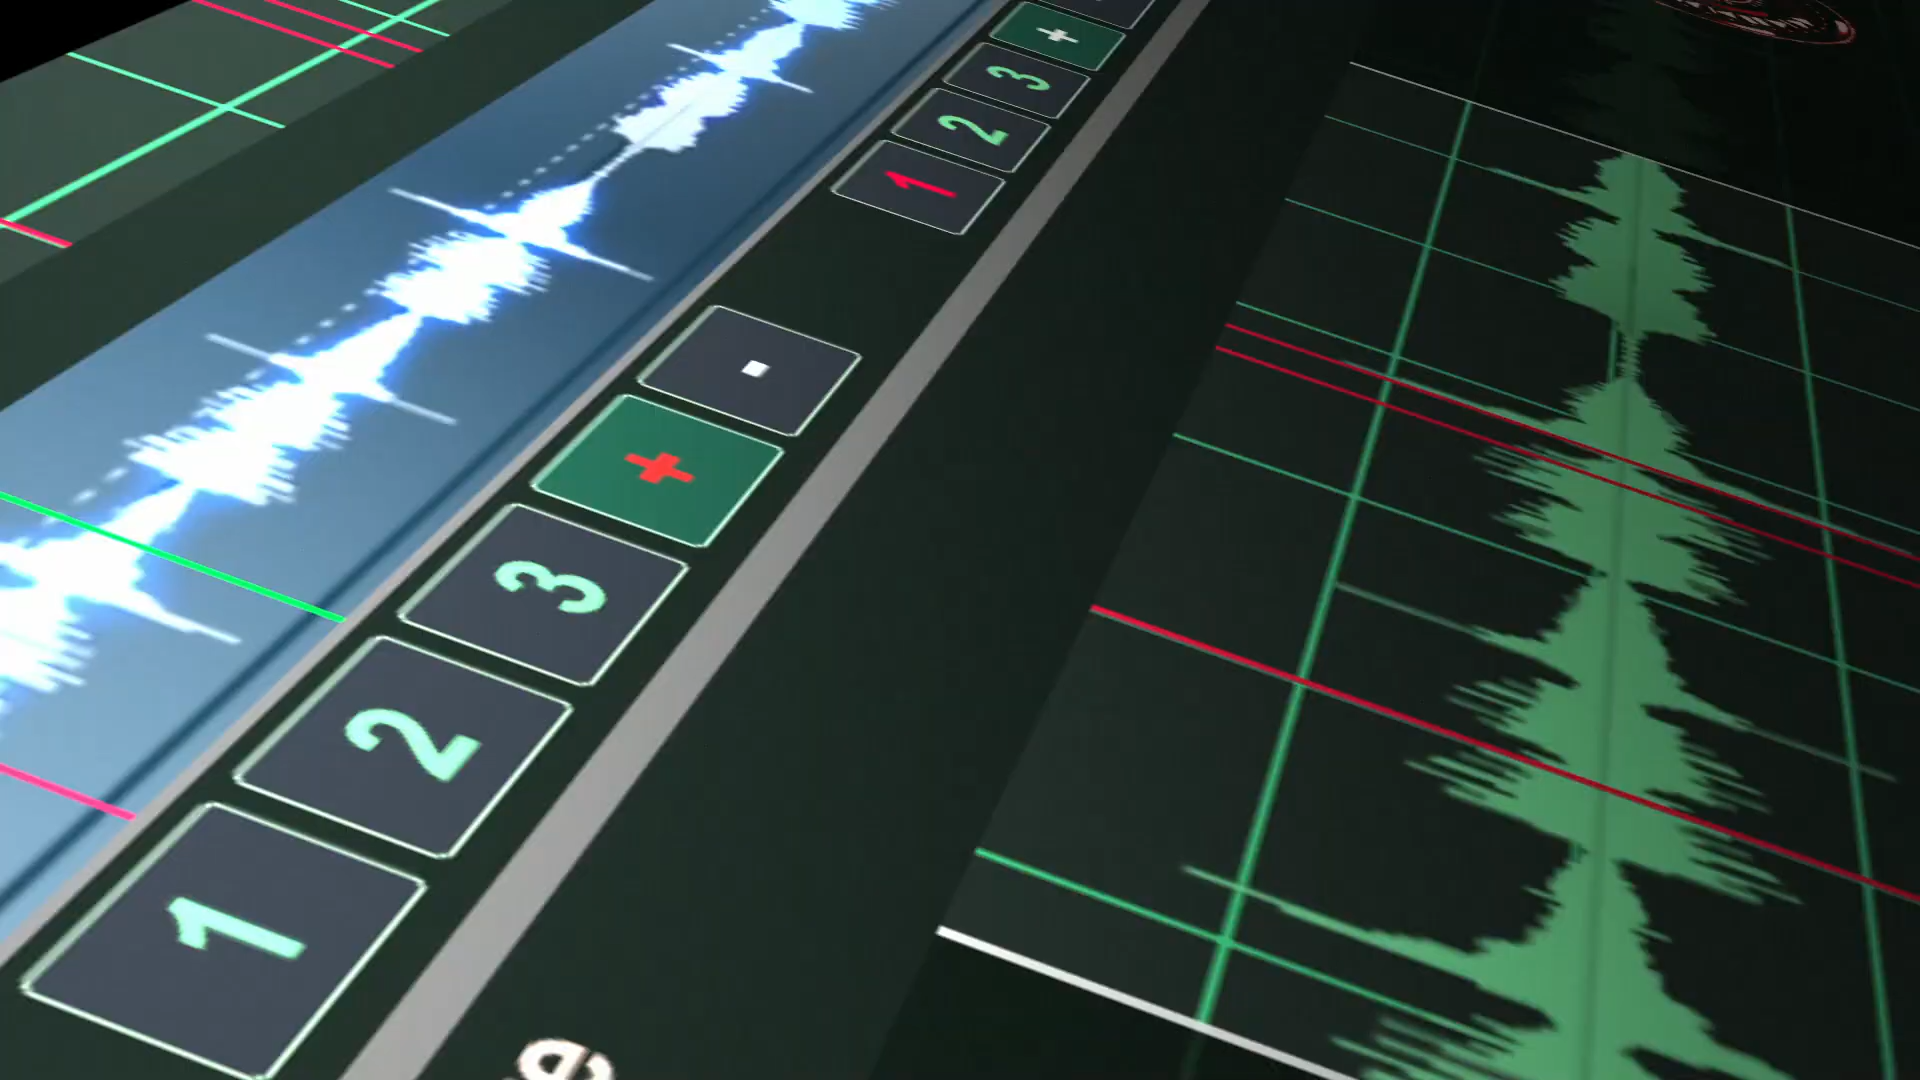 1 2 3 + ▪
1 2 3 +
e